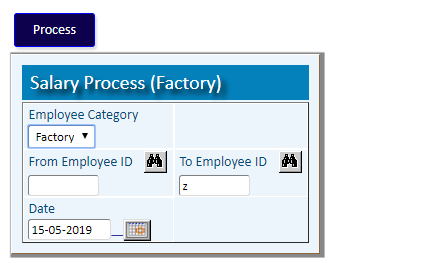 Process
Salary Process (Factory)
Employee Category
Factory
From Employee ID To Employee ID
z
Date
15-05-2019